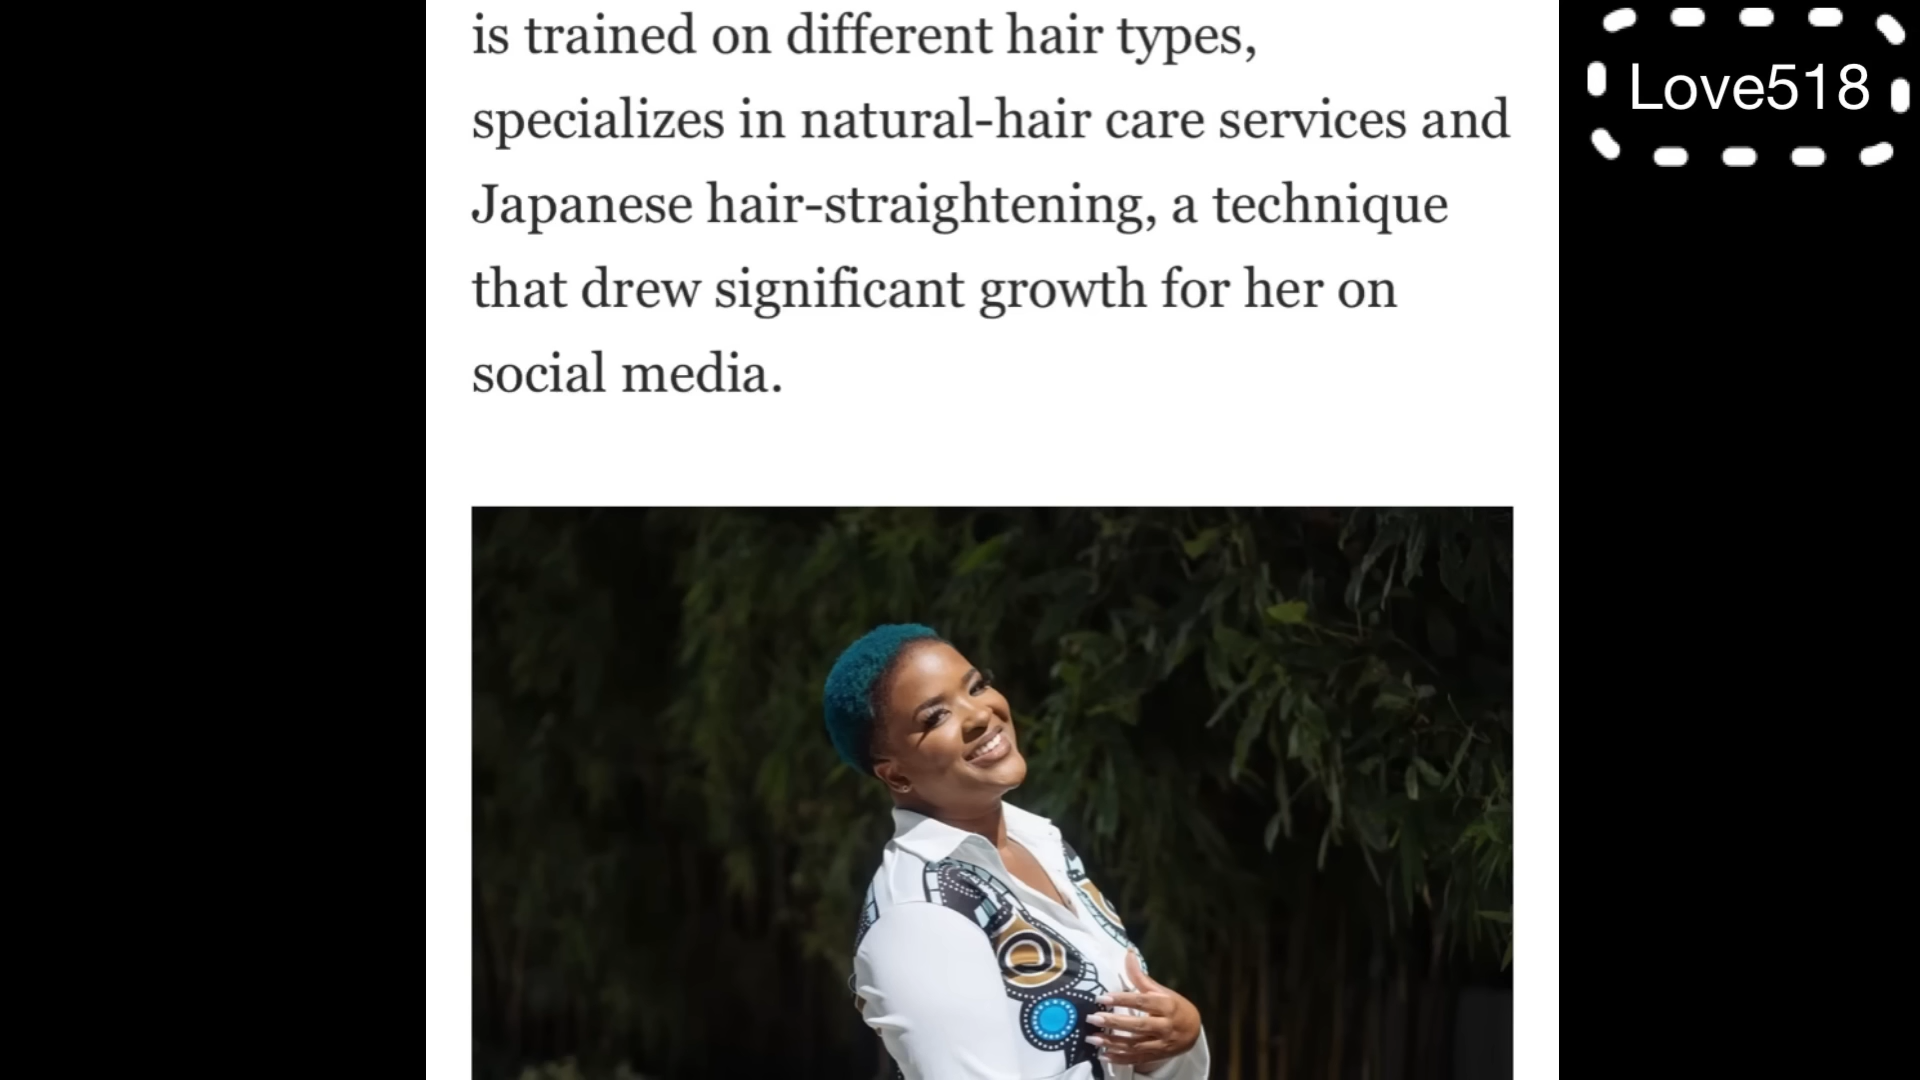 is trained on different hair types,
specializes in natural-hair care services and
Japanese hair-straightening, a technique
that drew significant growth for her on
social media.
Love518